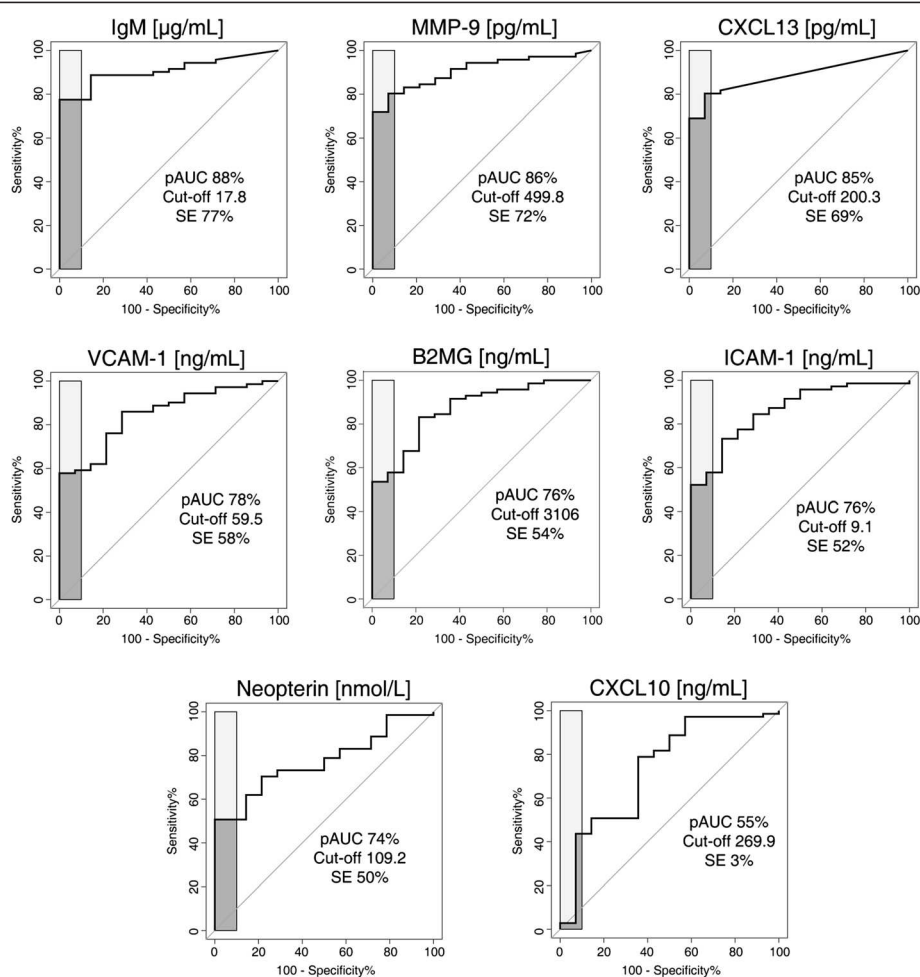 IgM [µg/mL]
MMP-9 [pg/mL]
CXCL13 [pg/mL]
Sensitivity%
0 20 40 60 80 100
pAUC 88%
Cut-off 17.8
SE 77%
0 20 40 60 80 100
100 - Specificity%
Sensitivity%
0 20 40 60 80 100
pAUC 86%
Cut-off 499.8
SE 72%
0 20 40 60 80 100
100 - Specificity%
Sensitivity%
0 20 40 60 80 100
pAUC 85%
Cut-off 200.3
SE 69%
0 20 40 60 80 100
100 - Specificity%
VCAM-1 [ng/mL]
B2MG [ng/mL]
ICAM-1 [ng/mL]
Sensitivity%
0 20 40 60 80 100
pAUC 78%
Cut-off 59.5
SE 58%
0 20 40 60 80 100
100 - Specificity%
Sensitivity%
0 20 40 60 80 100
pAUC 76%
Cut-off 3106
SE 54%
0 20 40 60 80 100
100 - Specificity%
Sensitivity%
0 20 40 60 80 100
pAUC 76%
Cut-off 9.1
SE 52%
0 20 40 60 80 100
100 - Specificity%
Neopterin [nmol/L]
CXCL10 [ng/mL]
Sensitivity%
0 20 40 60 80 100
pAUC 74%
Cut-off 109.2
SE 50%
0 20 40 60 80 100
100 - Specificity%
Sensitivity%
0 20 40 60 80 100
pAUC 55%
Cut-off 269.9
SE 3%
0 20 40 60 80 100
100 - Specificity%